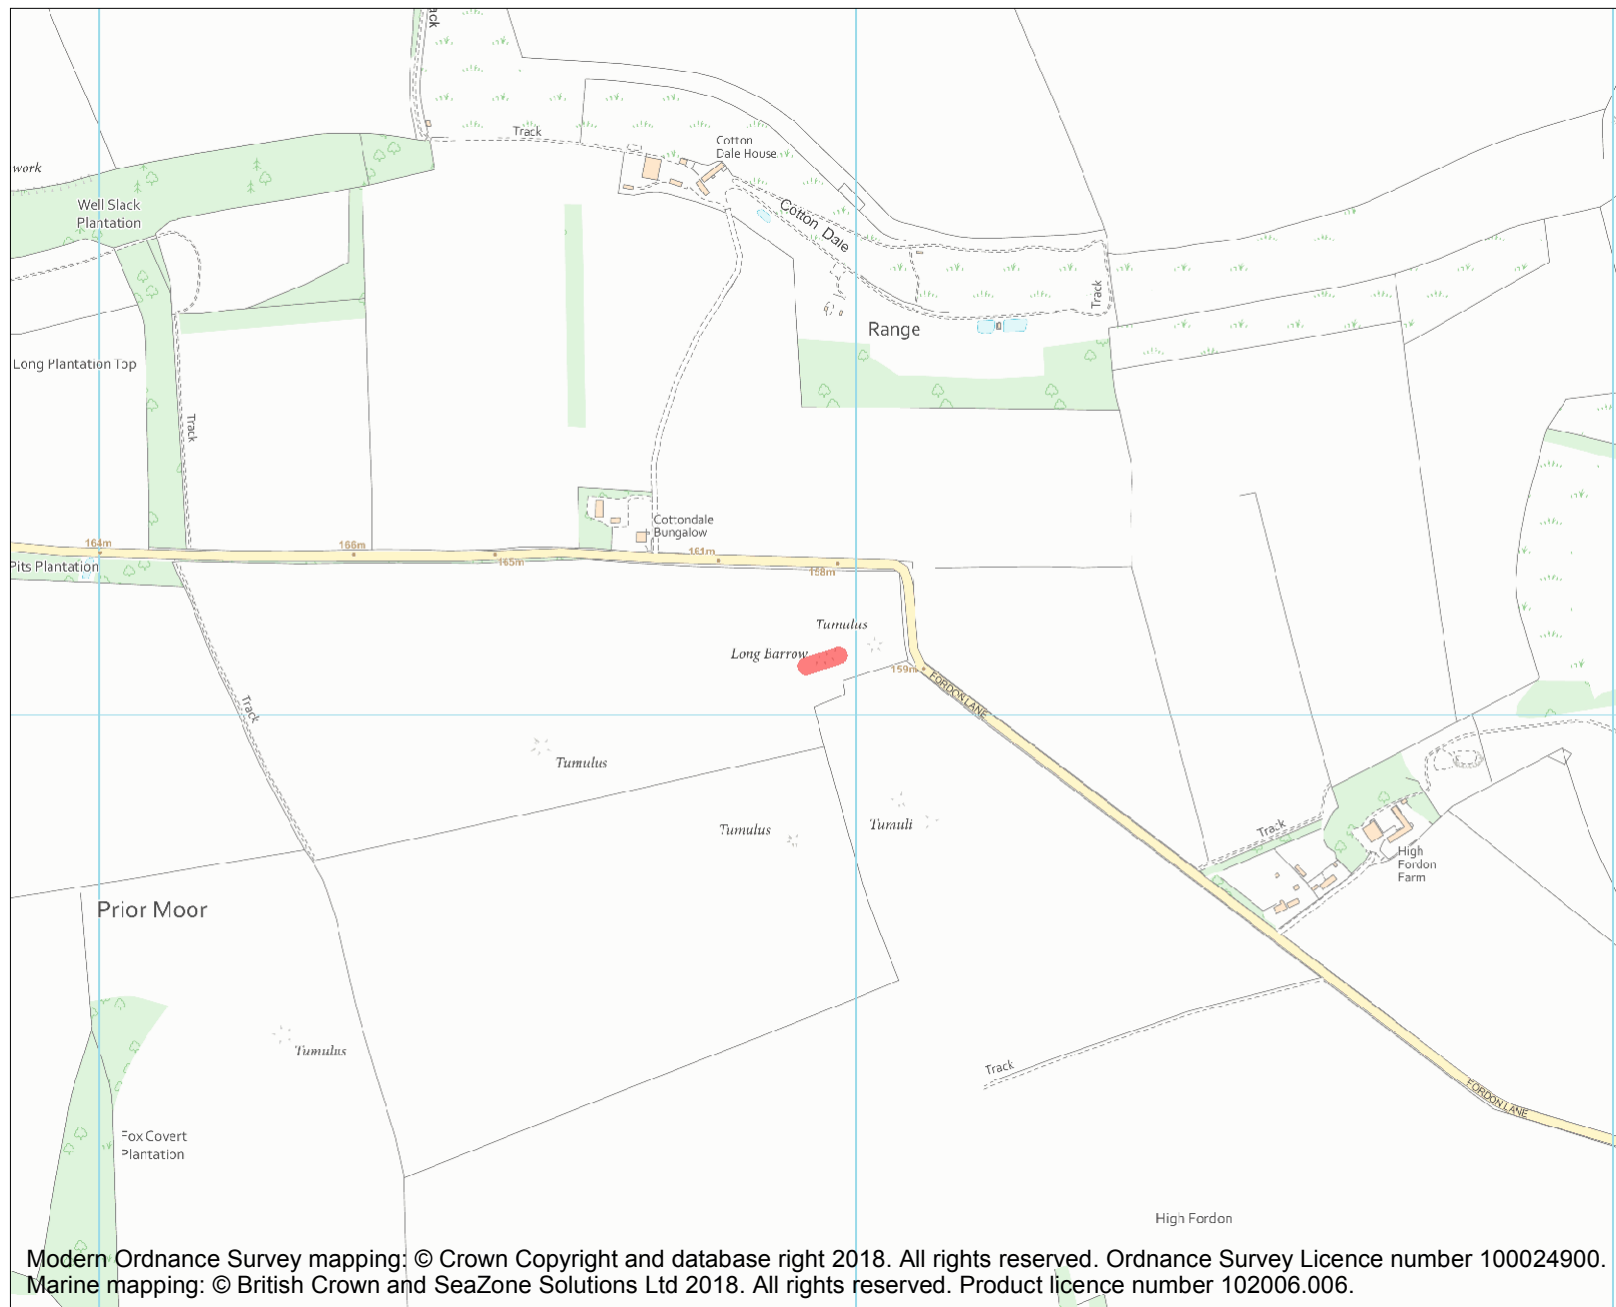 Track
Cotton
Dale House
work
Well Slack
Plantation
Cotton Dale
Track
Range
Long Plantation Top
Track
Cottondale
Bungalow
164m
166m
165m
161m
158m
Pits Plantation
Tumulus
Long Barrow
159m
FORDON LANE
Track
Tumulus
Tumulus
Tumuli
Track
High
Fordon
Farm
Prior Moor
Tumulus
Track
FORDON LANE
Fox Covert
Plantation
High Fordon
Modern Ordnance Survey mapping: © Crown Copyright and database right 2018. All rights reserved. Ordnance Survey Licence number 100024900.
Marine mapping: © British Crown and SeaZone Solutions Ltd 2018. All rights reserved. Product licence number 102006.006.